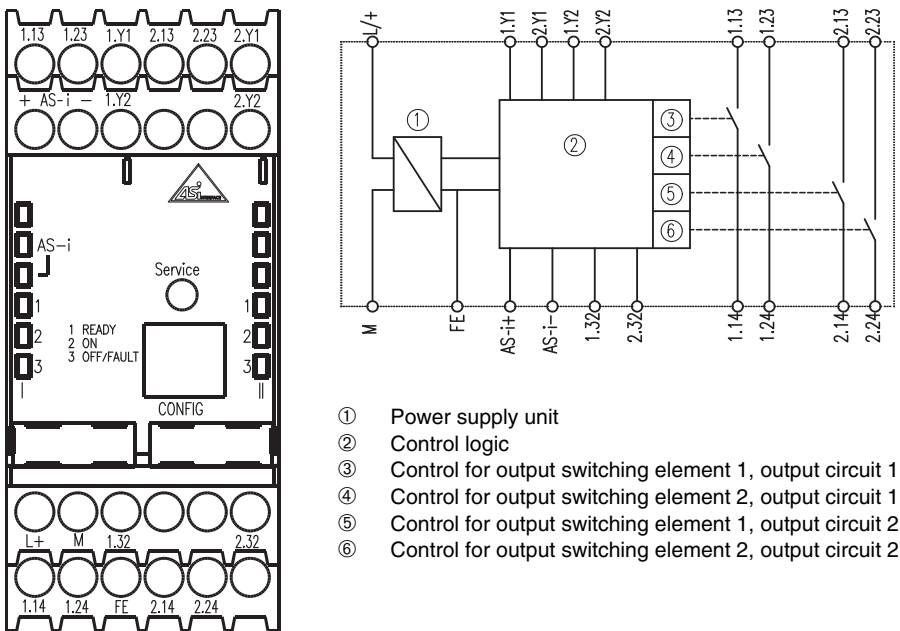 1.13 1.23 1.Y1 2.13 2.23 2.Y1
+ AS-i – 1.Y2 2.Y2
ASi INTERFACE
AS-i
Service
1 1
2 2
3 3
1 READY
2 ON
3 OFF/FAULT
I II
CONFIG
L+ M 1.32 2.32
1.14 1.24 FE 2.14 2.24
L/+ 1.Y1 2.Y1 1.Y2 2.Y2 1.13 1.23 2.13 2.23
① ② ③
④
⑤
⑥
M FE AS-i+ AS-i– 1.32 2.32 1.14 1.24 2.14 2.24
① Power supply unit
② Control logic
③ Control for output switching element 1, output circuit 1
④ Control for output switching element 2, output circuit 1
⑤ Control for output switching element 1, output circuit 2
⑥ Control for output switching element 2, output circuit 2